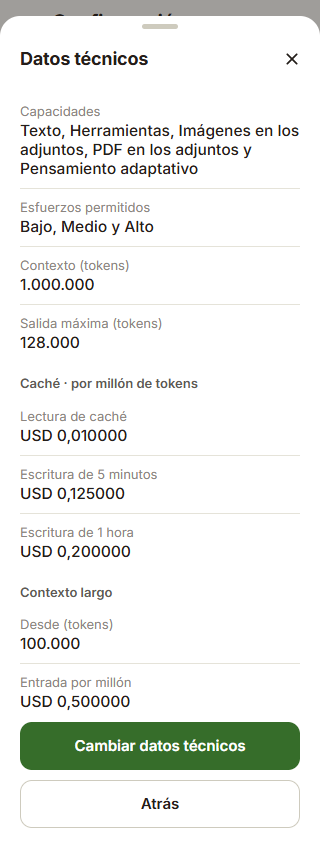 Datos técnicos
Capacidades
Texto, Herramientas, Imágenes en los
adjuntos, PDF en los adjuntos y
Pensamiento adaptativo
Esfuerzos permitidos
Bajo, Medio y Alto
Contexto (tokens)
1.000.000
Salida máxima (tokens)
128.000
Caché · por millón de tokens
Lectura de caché
USD 0,010000
Escritura de 5 minutos
USD 0,125000
Escritura de 1 hora
USD 0,200000
Contexto largo
Desde (tokens)
100.000
Entrada por millón
USD 0,500000
Cambiar datos técnicos
Atrás